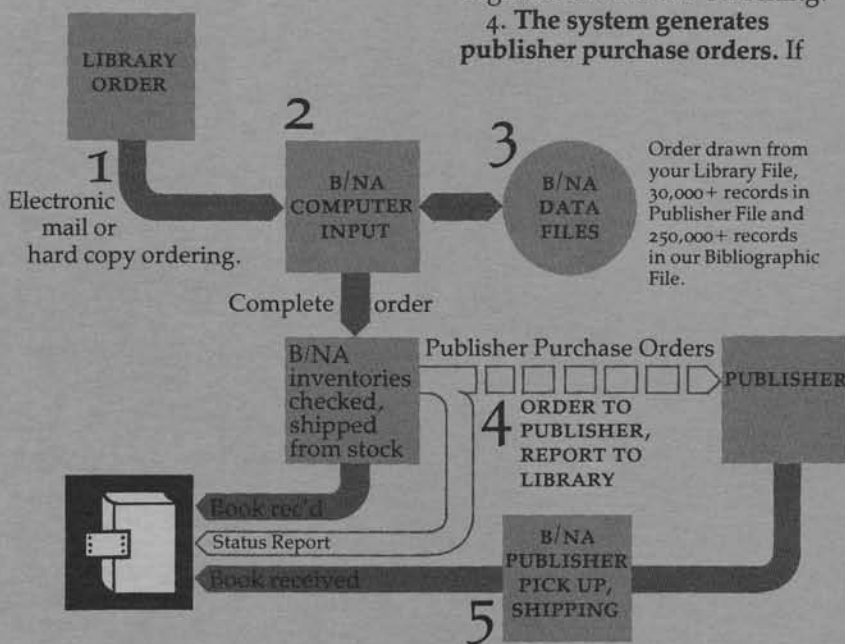 4. The system generates
publisher purchase orders. If
LIBRARY
ORDER
1
Electronic
mail or
hard copy ordering.
2
B/NA
COMPUTER
INPUT
3
B/NA
DATA
FILES
Order drawn from
your Library File,
30,000+ records in
Publisher File and
250,000+ records
in our Bibliographic
File.
Complete order
B/NA
inventories
checked,
shipped
from stock
Publisher Purchase Orders
PUBLISHER
4
ORDER TO
PUBLISHER,
REPORT TO
LIBRARY
Book rec'd
Status Report
Book received
B/NA
PUBLISHER
PICK UP,
SHIPPING
5